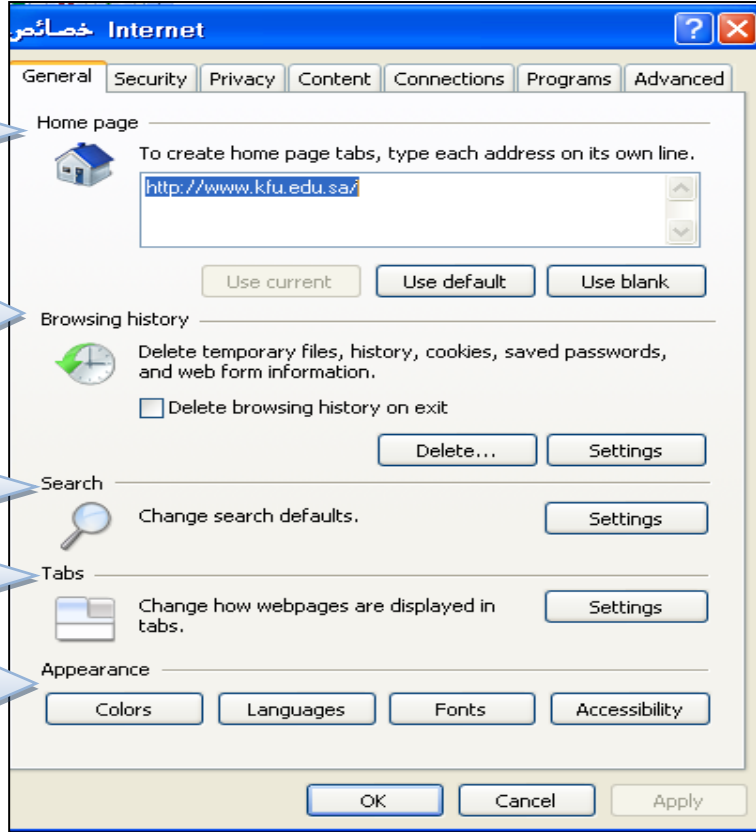 خصائص Internet
General Security Privacy Content Connections Programs Advanced
Home page
To create home page tabs, type each address on its own line.
http://www.kfu.edu.sa/
Use current Use default Use blank
Browsing history
Delete temporary files, history, cookies, saved passwords,
and web form information.
Delete browsing history on exit
Delete... Settings
Search
Change search defaults. Settings
Tabs
Change how webpages are displayed in Settings
tabs.
Appearance
Colors Languages Fonts Accessibility
OK Cancel Apply